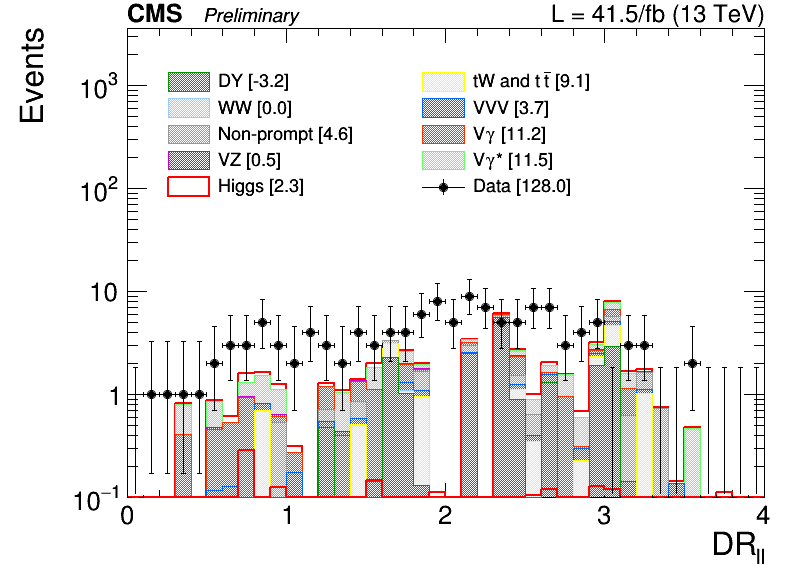 CMS Preliminary L = 41.5/fb (13 TeV)
Events
10³
10²
10
1
10⁻¹
DY [-3.2]
WW [0.0]
Non-prompt [4.6]
VZ [0.5]
Higgs [2.3]
tW and tt̅ [9.1]
VVV [3.7]
Vγ [11.2]
Vγ* [11.5]
Data [128.0]
0 1 2 3 4
DR_ll